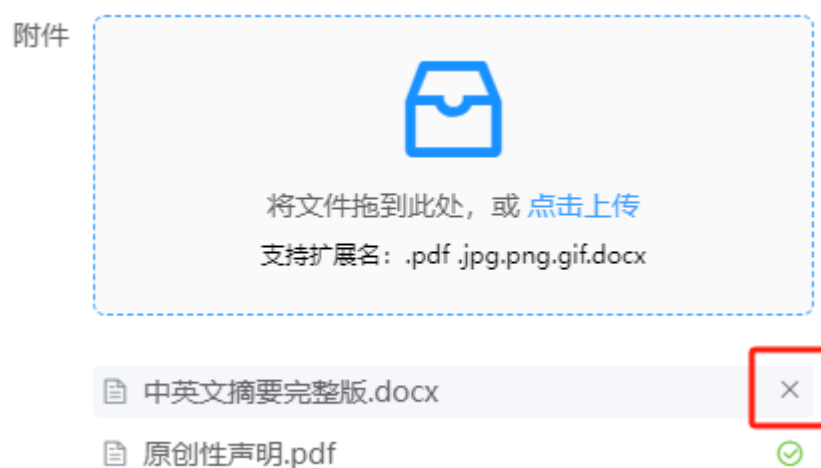 附件
将文件拖到此处，或 点击上传
支持扩展名：.pdf .jpg.png.gif.docx
中英文摘要完整版.docx
原创性声明.pdf